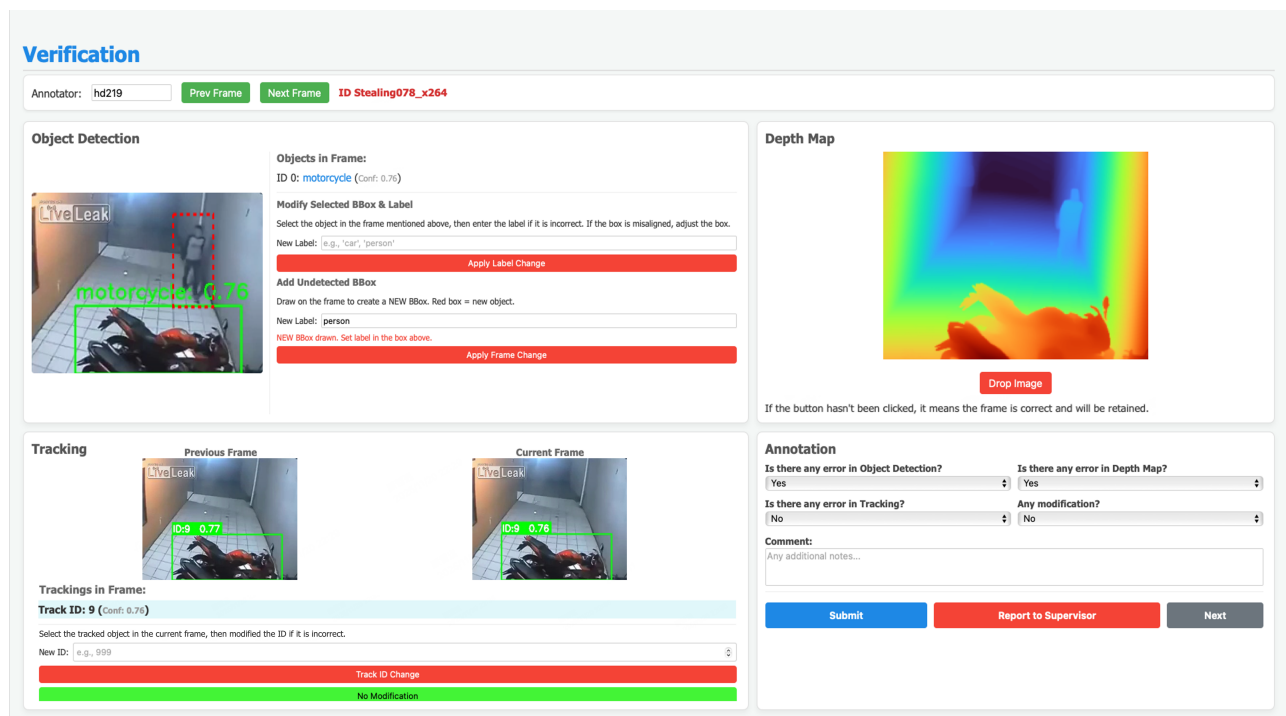 Verification
Annotator: hd219 Prev Frame Next Frame ID Stealing078_x264
Object Detection
Objects in Frame:
ID 0: motorcycle (Conf: 0.76)
Modify Selected BBox & Label
Select the object in the frame mentioned above, then enter the label if it is incorrect. If the box is misaligned, adjust the box.
New Label: e.g., 'car', 'person'
Apply Label Change
Add Undetected BBox
Draw on the frame to create a NEW BBox. Red box = new object.
New Label: person
NEW BBox drawn. Set label in the box above.
Apply Frame Change
LiveLeak
motorcycle: 0.76
Depth Map
Drop Image
If the button hasn't been clicked, it means the frame is correct and will be retained.
Tracking
Previous Frame
Current Frame
LiveLeak
ID:9 0.77
LiveLeak
ID:9 0.76
Trackings in Frame:
Track ID: 9 (Conf: 0.76)
Select the tracked object in the current frame, then modified the ID if it is incorrect.
New ID: e.g., 999
Track ID Change
No Modification
Annotation
Is there any error in Object Detection?
Yes
Is there any error in Depth Map?
Yes
Is there any error in Tracking?
No
Any modification?
No
Comment:
Any additional notes...
Submit
Report to Supervisor
Next